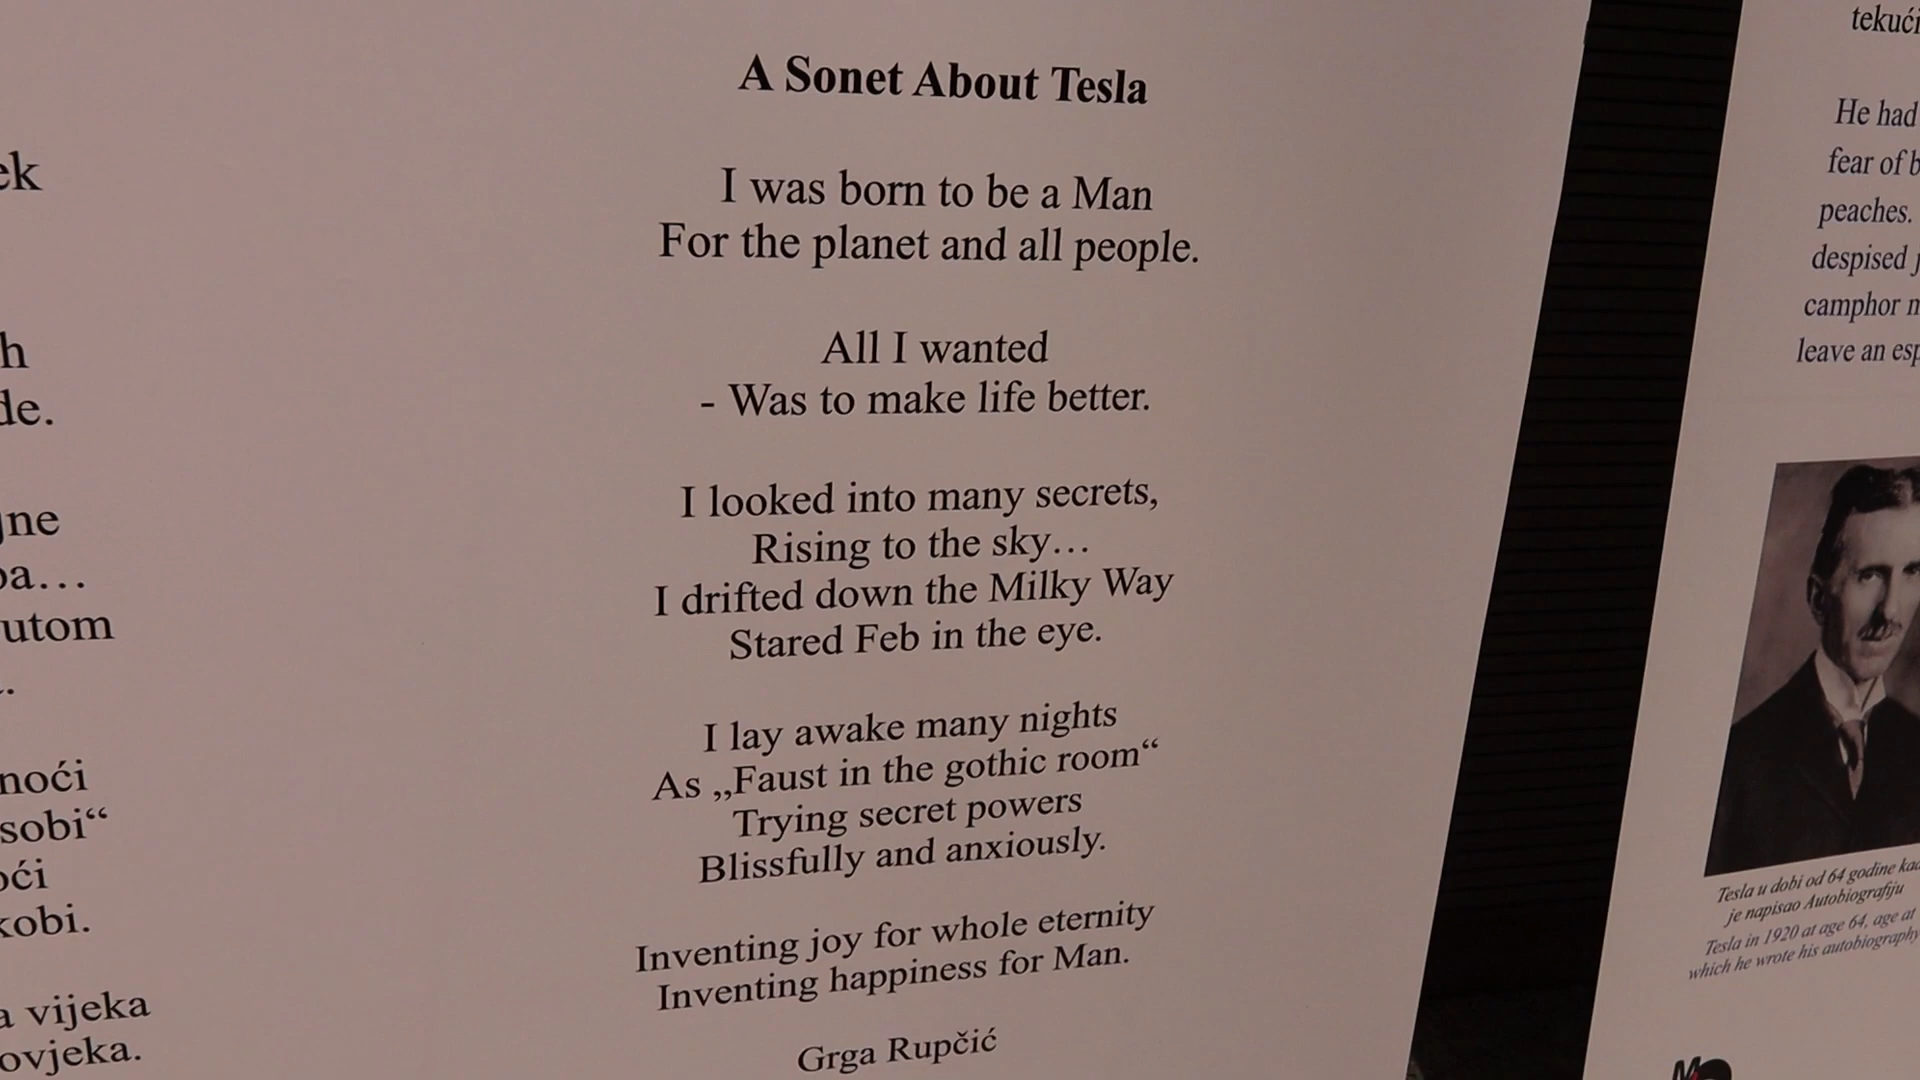 ek
h
de.
jne
ba…
utom
noći
sobi“
oći
kobi.
a vijeka
ovjeka.
A Sonet About Tesla
I was born to be a Man
For the planet and all people.
All I wanted
- Was to make life better.
I looked into many secrets,
Rising to the sky…
I drifted down the Milky Way
Stared Feb in the eye.
I lay awake many nights
As „Faust in the gothic room“
Trying secret powers
Blissfully and anxiously.
Inventing joy for whole eternity
Inventing happiness for Man.
Grga Rupčić
tekući
He had
fear of b
peaches.
despised
camphor
leave an esp
Tesla u dobi od 64 godine kad
je napisao Autobiografiju
Tesla in 1920 at age 64, age at
which he wrote his autobiography